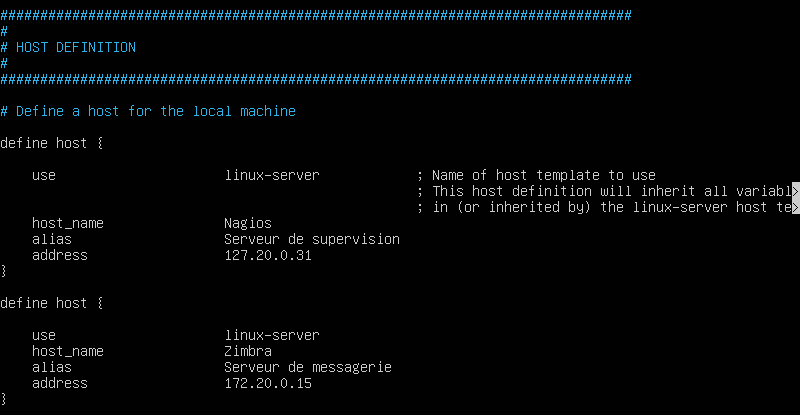 ###############################################################################
#
# HOST DEFINITION
#
###############################################################################
# Define a host for the local machine
define host {
use linux-server ; Name of host template to use
; This host definition will inherit all variabl>
; in (or inherited by) the linux-server host te>
host_name Nagios
alias Serveur de supervision
address 127.20.0.31
}
define host {
use linux-server
host_name Zimbra
alias Serveur de messagerie
address 172.20.0.15
}